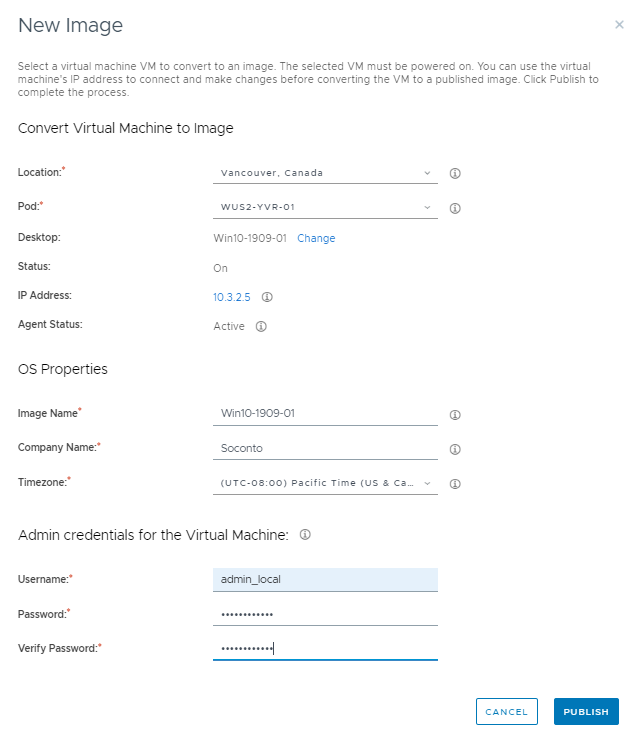 New Image
Select a virtual machine VM to convert to an image. The selected VM must be powered on. You can use the virtual
machine's IP address to connect and make changes before converting the VM to a published image. Click Publish to
complete the process.
Convert Virtual Machine to Image
Location:* Vancouver, Canada
Pod:* WUS2-YVR-01
Desktop: Win10-1909-01 Change
Status: On
IP Address: 10.3.2.5
Agent Status: Active
OS Properties
Image Name* Win10-1909-01
Company Name:* Soconto
Timezone:* (UTC-08:00) Pacific Time (US & Ca...
Admin credentials for the Virtual Machine:
Username:* admin_local
Password:* ••••••••••••
Verify Password:* ••••••••••••
CANCEL PUBLISH